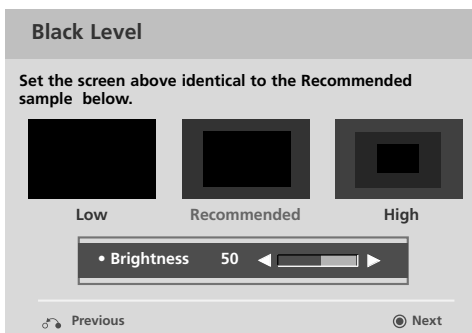 Black Level
Set the screen above identical to the Recommended
sample below.
Low Recommended High
• Brightness 50
Previous Next